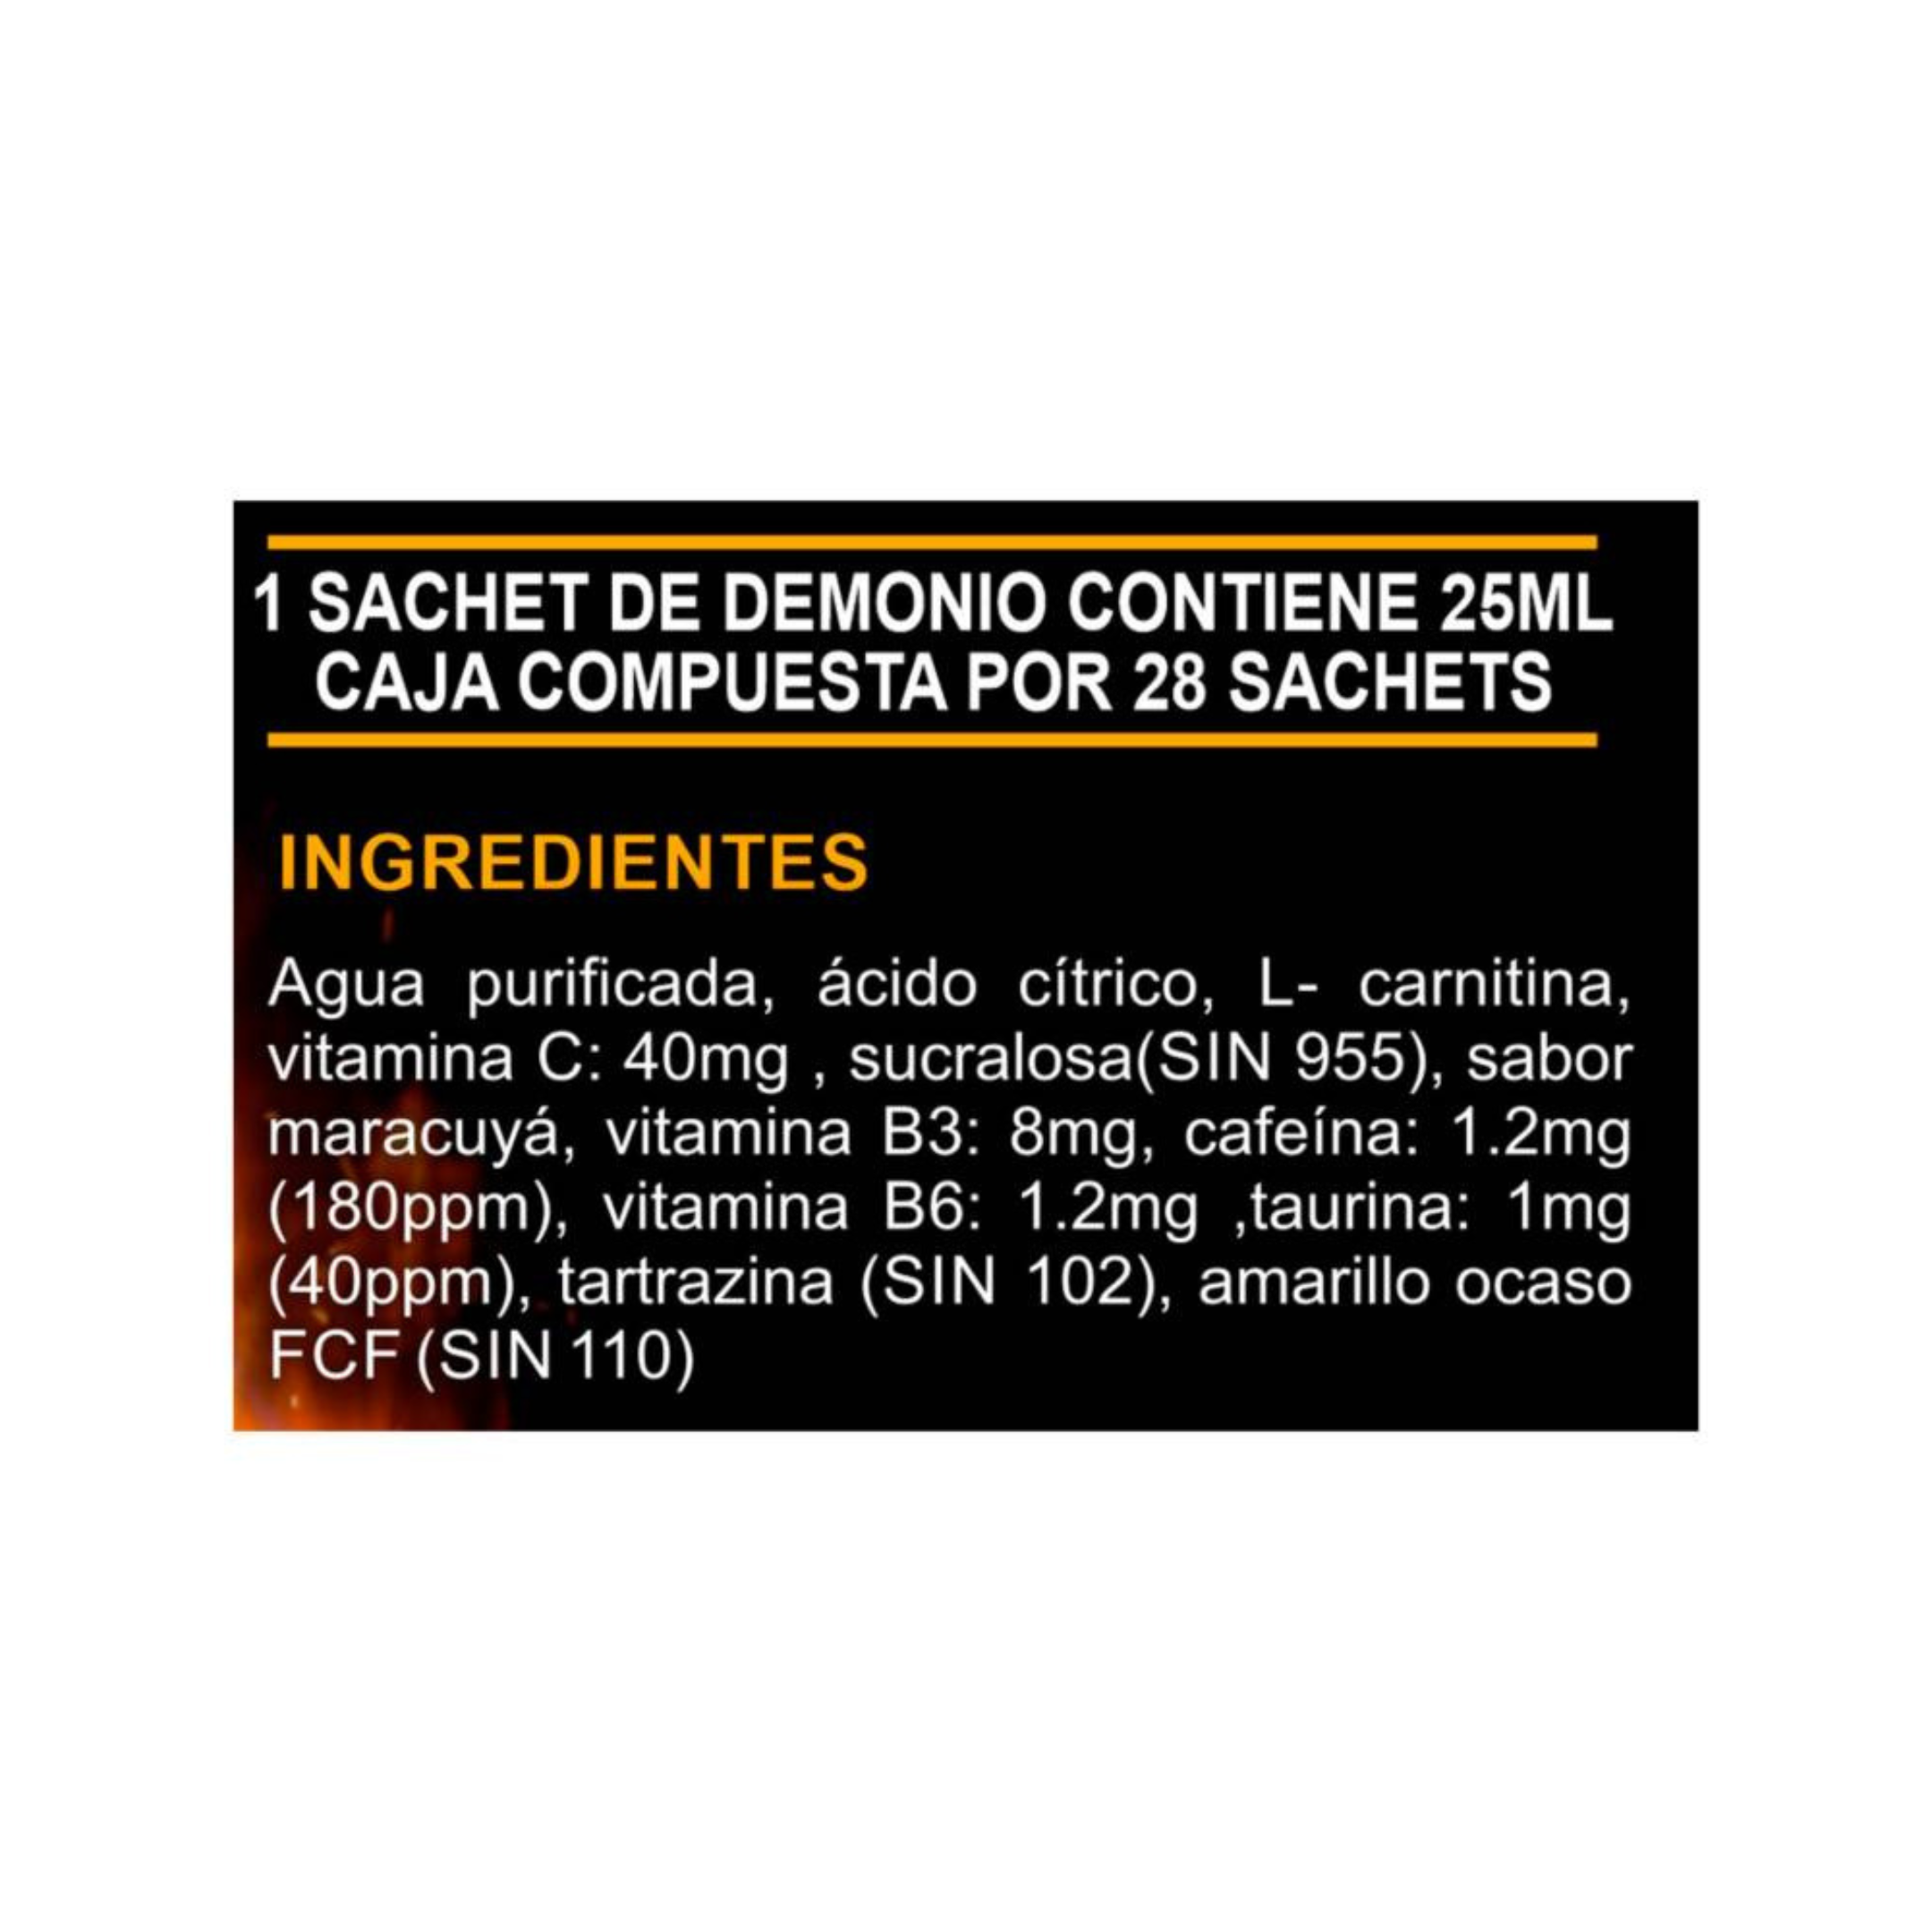 1 SACHET DE DEMONIO CONTIENE 25ML
CAJA COMPUESTA POR 28 SACHETS
INGREDIENTES
Agua purificada, ácido cítrico, L- carnitina,
vitamina C: 40mg , sucralosa(SIN 955), sabor
maracuyá, vitamina B3: 8mg, cafeína: 1.2mg
(180ppm), vitamina B6: 1.2mg ,taurina: 1mg
(40ppm), tartrazina (SIN 102), amarillo ocaso
FCF (SIN 110)